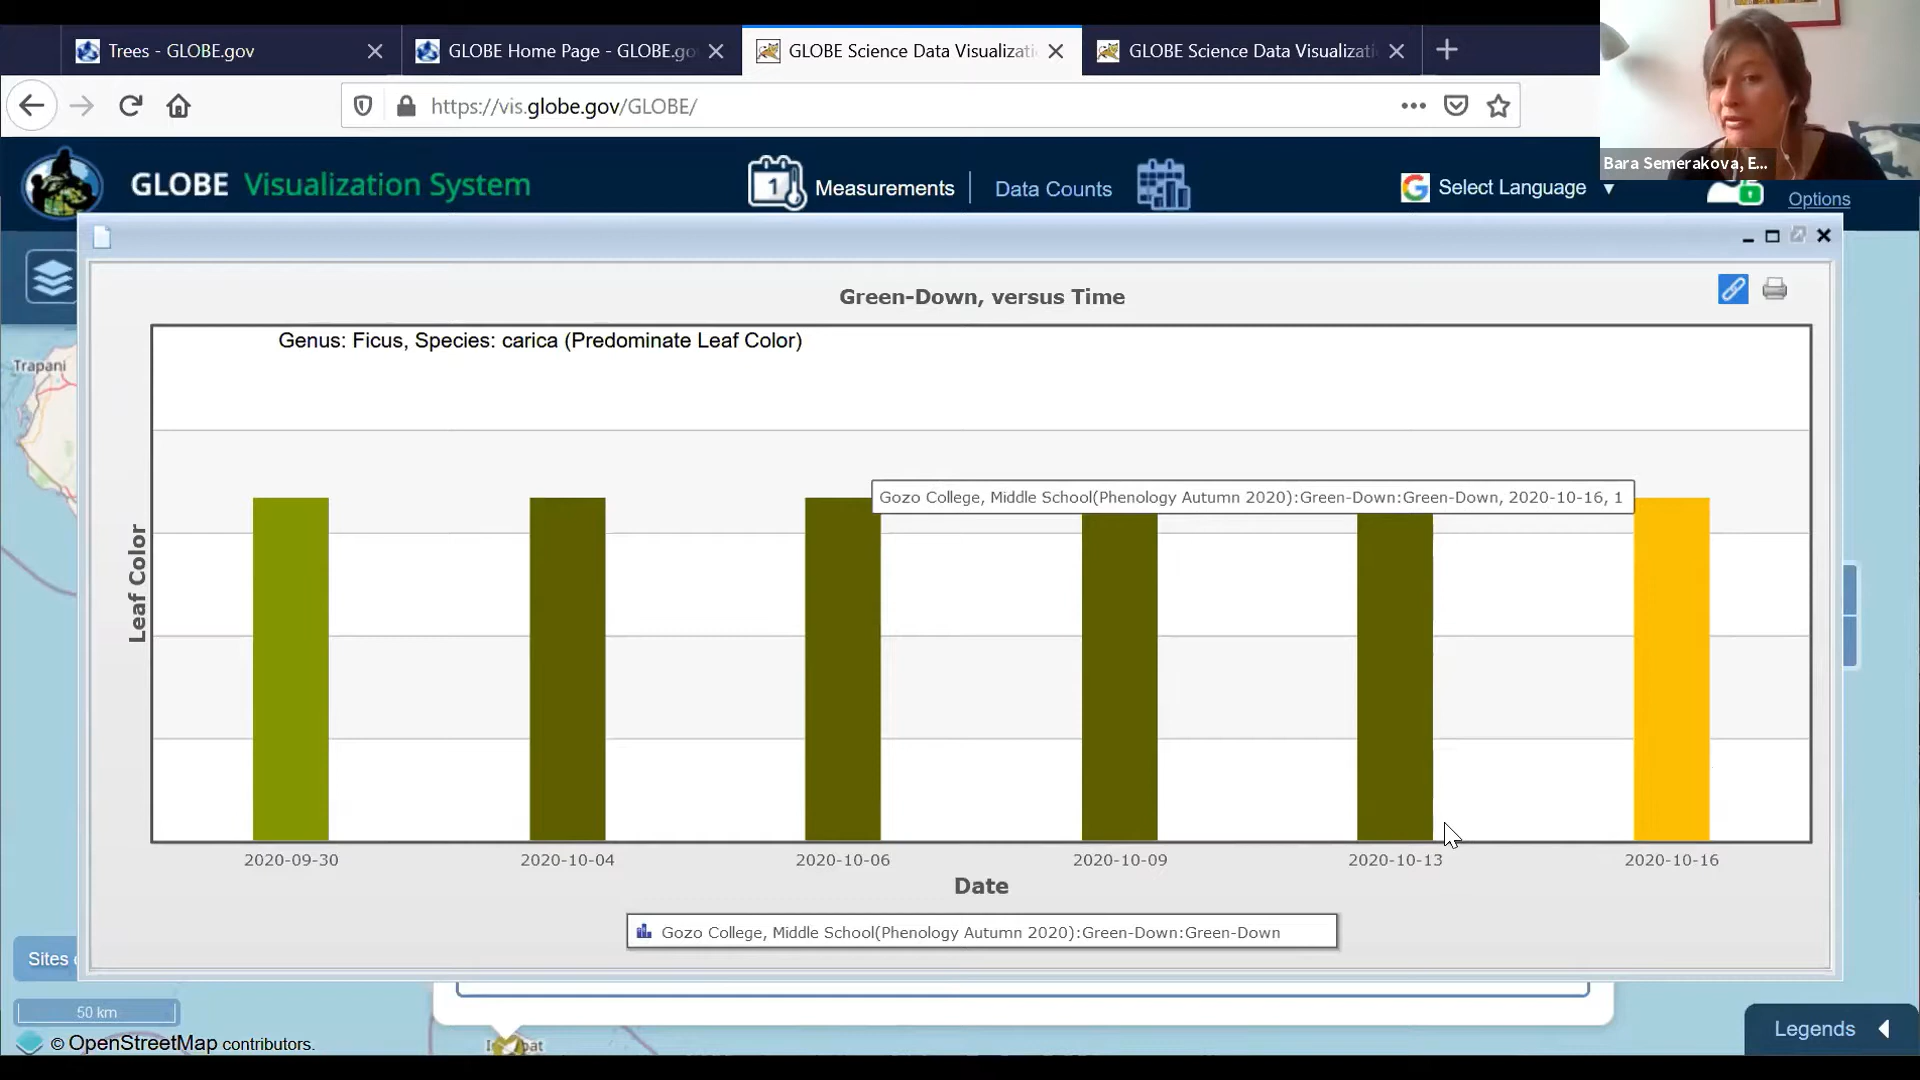 Trees - GLOBE.gov
GLOBE Home Page - GLOBE.go
GLOBE Science Data Visualizati
GLOBE Science Data Visualizati
https://vis.globe.gov/GLOBE/
Bara Semerakova, E...
GLOBE Visualization System
1
Measurements
Data Counts
Select Language
Options
Green-Down, versus Time
Trapani
Genus: Ficus, Species: carica (Predominate Leaf Color)
Gozo College, Middle School(Phenology Autumn 2020):Green-Down:Green-Down, 2020-10-16, 1
Leaf Color
2020-09-30
2020-10-04
2020-10-06
2020-10-09
2020-10-13
2020-10-16
Date
Gozo College, Middle School(Phenology Autumn 2020):Green-Down:Green-Down
Sites
50 km
© OpenStreetMap contributors.
Legends